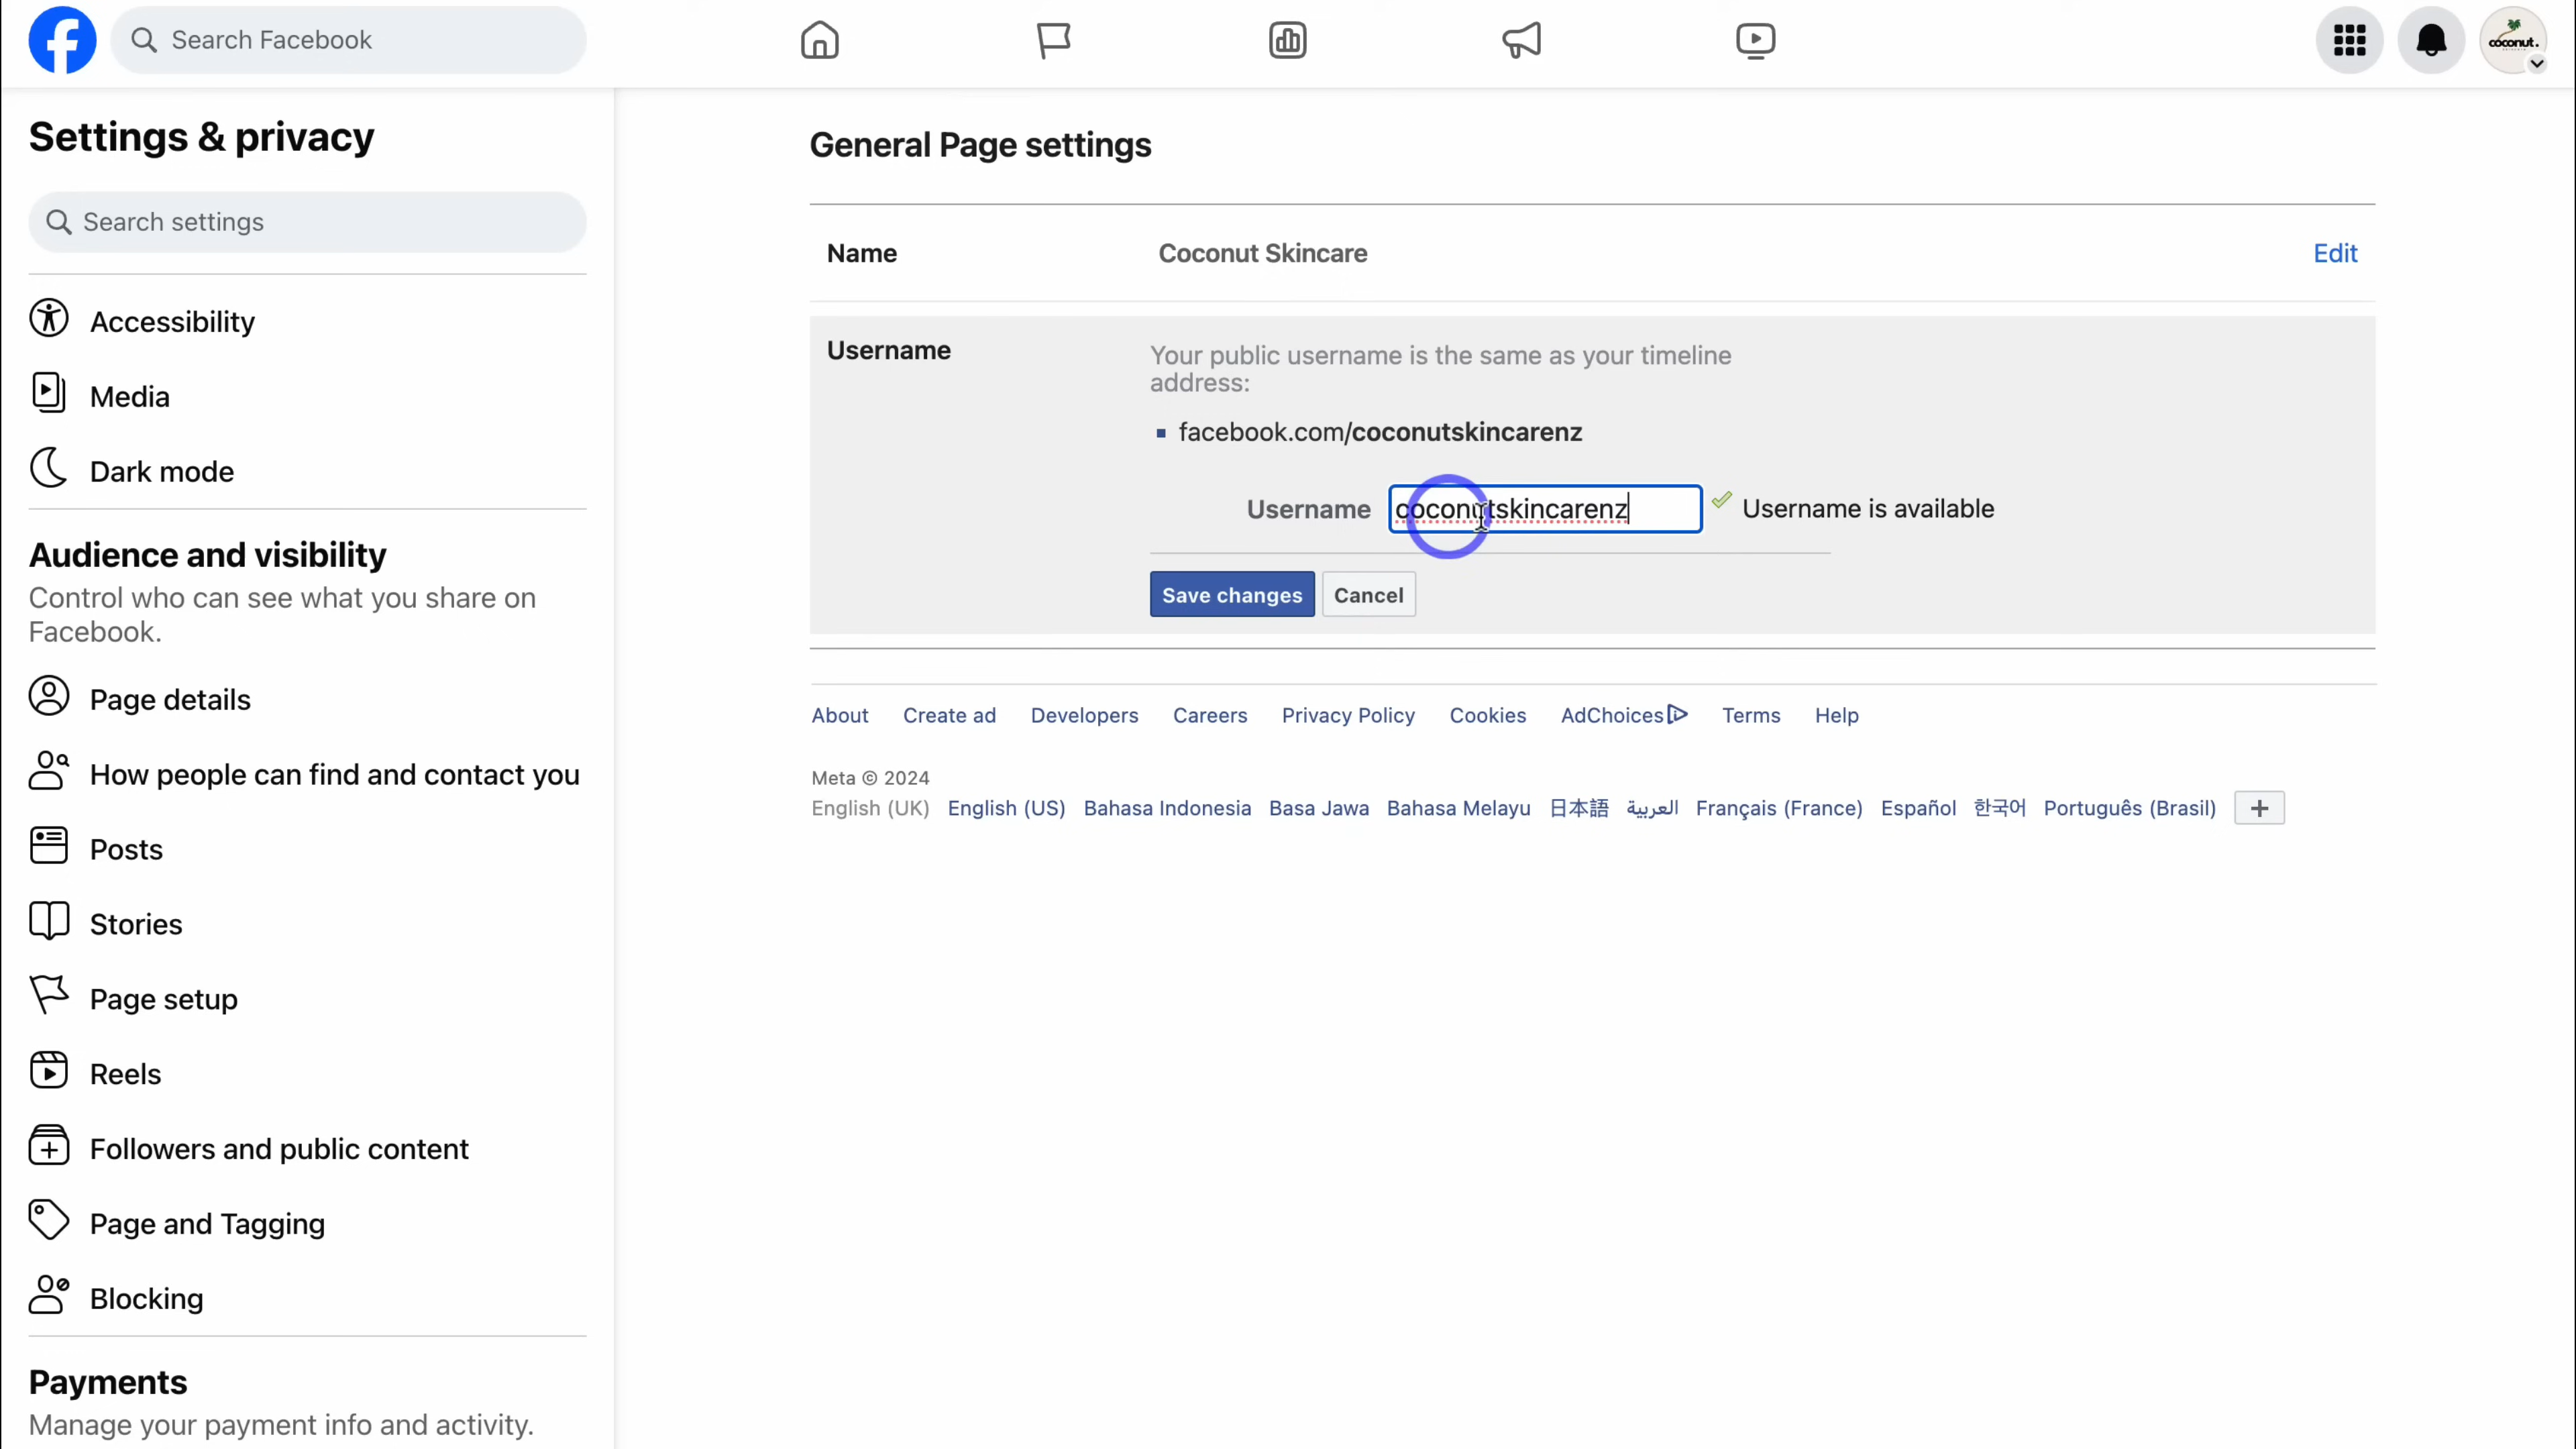 Search Facebook
coconut.
Settings & privacy
Search settings
Accessibility
Media
Dark mode
Audience and visibility
Control who can see what you share on
Facebook.
Page details
How people can find and contact you
Posts
Stories
Page setup
Reels
Followers and public content
Page and Tagging
Blocking
Payments
Manage your payment info and activity.
General Page settings
Name Coconut Skincare Edit
Username Your public username is the same as your timeline
address:
facebook.com/coconutskincarenz
Username coconutskincarenz Username is available
Save changes Cancel
About Create ad Developers Careers Privacy Policy Cookies AdChoices Terms Help
Meta © 2024
English (UK) English (US) Bahasa Indonesia Basa Jawa Bahasa Melayu 日本語 العربية Français (France) Español 한국어 Português (Brasil) +